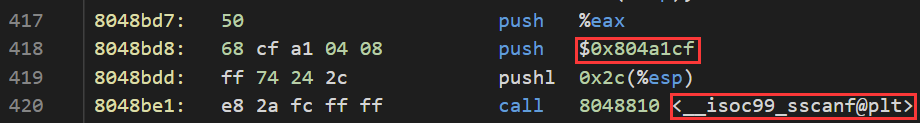 417 8048bd7: 50 push %eax
418 8048bd8: 68 cf a1 04 08 push $0x804a1cf
419 8048bdd: ff 74 24 2c pushl 0x2c(%esp)
420 8048be1: e8 2a fc ff ff call 8048810 <__isoc99_sscanf@plt>